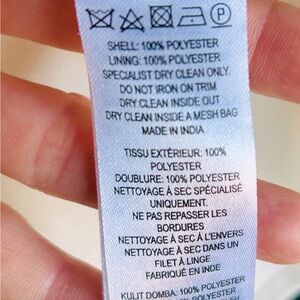 P
SHELL: 100% POLYESTER
LINING: 100% POLYESTER
SPECIALIST DRY CLEAN ONLY
DO NOT IRON ON TRIM
DRY CLEAN INSIDE OUT
DRY CLEAN INSIDE A MESH BAG
MADE IN INDIA
TISSU EXTÉRIEUR: 100%
POLYESTER
DOUBLURE: 100% POLYESTER
NETTOYAGE À SEC SPÉCIALISÉ
UNIQUEMENT.
NE PAS REPASSER LES
BORDURES
NETTOYAGE À SEC À L'ENVERS
NETTOYAGE À SEC DANS UN
FILET À LINGE
FABRIQUÉ EN INDE
KULIT DOMBA: 100% POLYESTER
100% POLYESTER